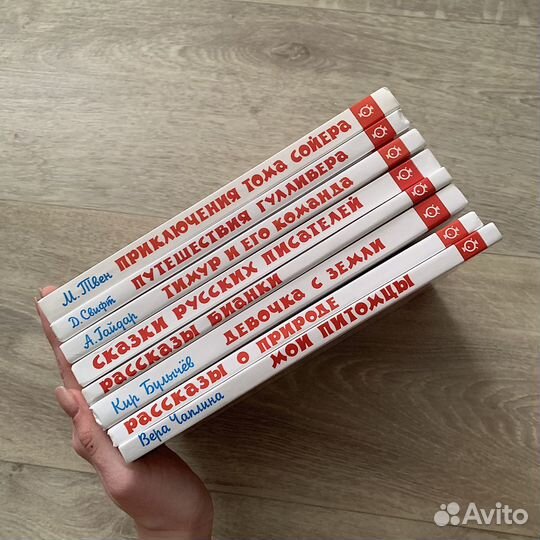 М. Твен ПРИКЛЮЧЕНИЯ ТОМА СОЙЕРА
Д. Свифт ПУТЕШЕСТВИЯ ГУЛЛИВЕРА
А. Гайдар ТИМУР И ЕГО КОМАНДА
СКАЗКИ РУССКИХ ПИСАТЕЛЕЙ
РАССКАЗЫ БИАНКИ
Кир Булычёв ДЕВОЧКА С ЗЕМЛИ
РАССКАЗЫ О ПРИРОДЕ
Вера Чаплина МОИ ПИТОМЦЫ
Avito